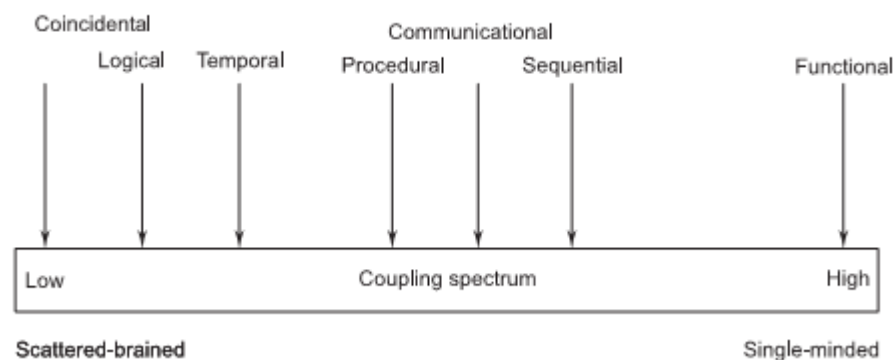 Coincidental
Communicational
Logical Temporal Procedural Sequential Functional
Low Coupling spectrum High
Scattered-brained Single-minded